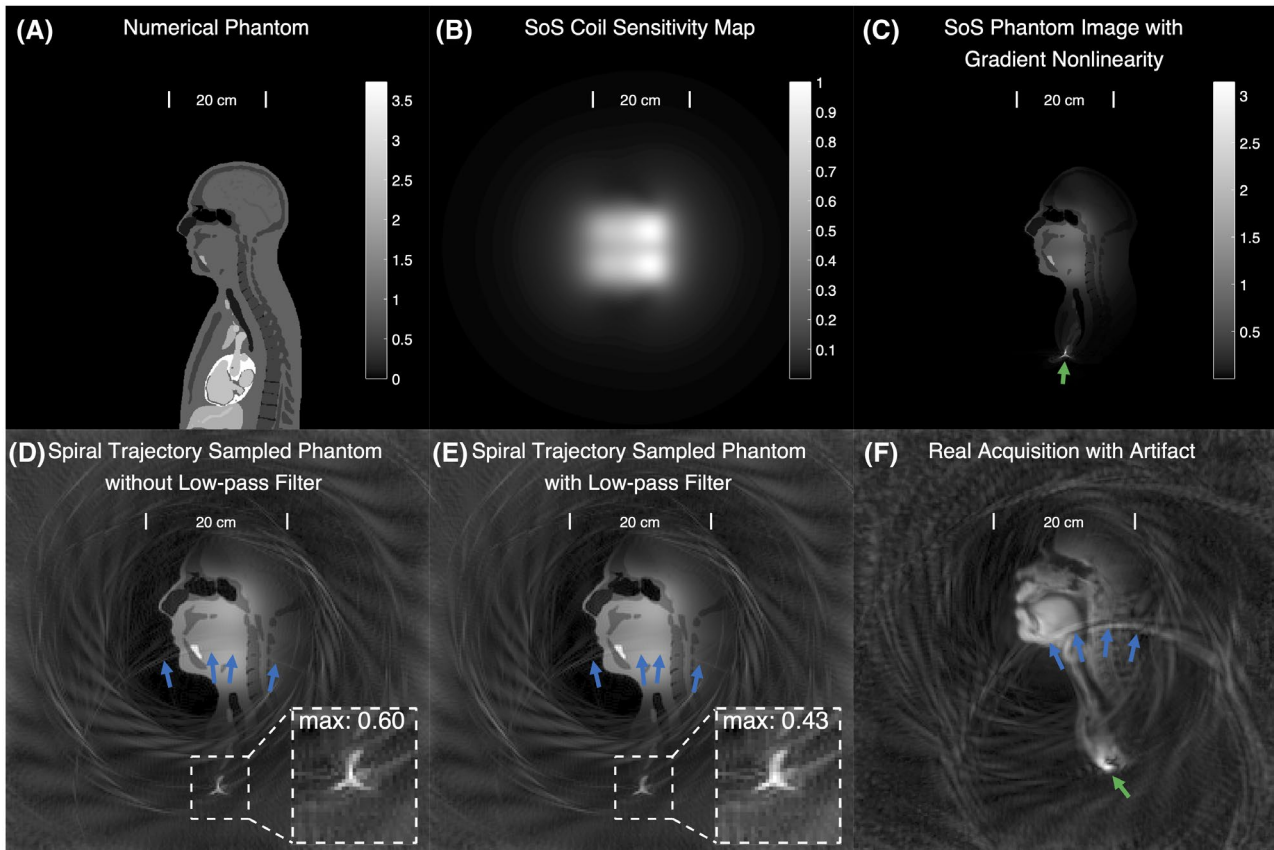 (A) Numerical Phantom
20 cm
3.5
3
2.5
2
1.5
1
0.5
0
(B) SoS Coil Sensitivity Map
20 cm
1
0.9
0.8
0.7
0.6
0.5
0.4
0.3
0.2
0.1
(C) SoS Phantom Image with
Gradient Nonlinearity
20 cm
3
2.5
2
1.5
1
0.5
(D) Spiral Trajectory Sampled Phantom
without Low-pass Filter
20 cm
max: 0.60
(E) Spiral Trajectory Sampled Phantom
with Low-pass Filter
20 cm
max: 0.43
(F) Real Acquisition with Artifact
20 cm